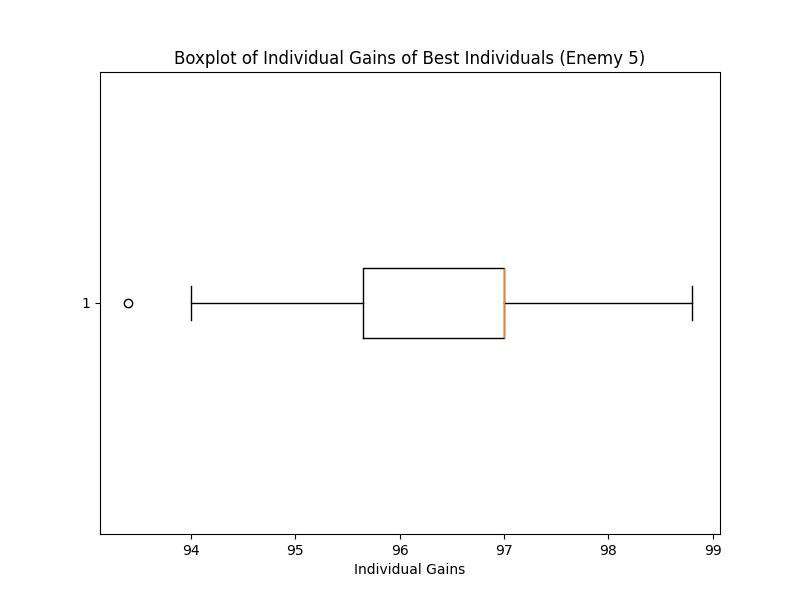 Boxplot of Individual Gains of Best Individuals (Enemy 5)
1
94 95 96 97 98 99
Individual Gains